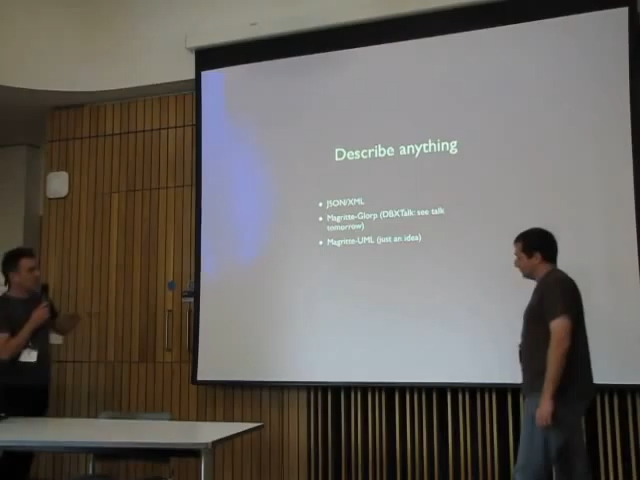 Describe anything
• JSON/XML
• Magritte-Glorp (DBXTalk: see talk
tomorrow)
• Magritte-UML (just an idea)